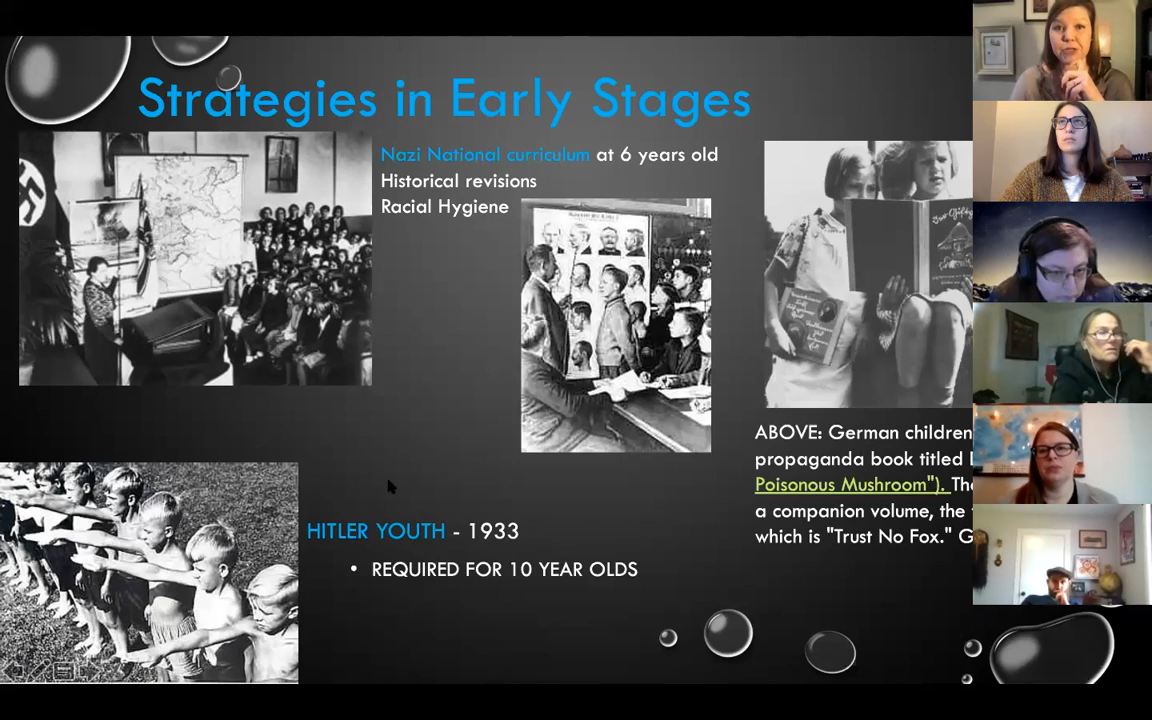 Strategies in Early Stages
Nazi National curriculum at 6 years old
Historical revisions
Racial Hygiene
ABOVE: German children
propaganda book titled
Poisonous Mushroom"). The
a companion volume, the
which is "Trust No Fox." G
HITLER YOUTH - 1933
• REQUIRED FOR 10 YEAR OLDS